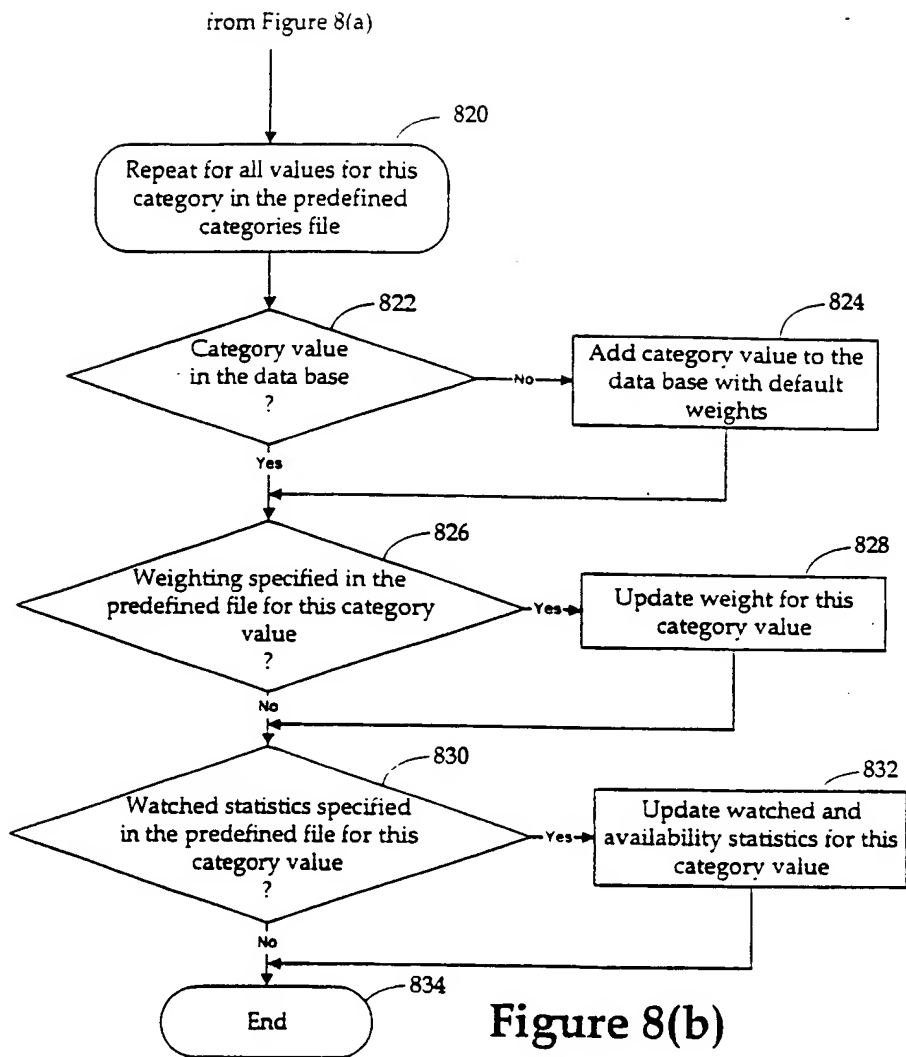 from Figure 8(a)
820
Repeat for all values for this
category in the predefined
categories file
822
Category value
in the data base
?
No
824
Add category value to the
data base with default
weights
Yes
826
Weighting specified in the
predefined file for this category
value
?
Yes
828
Update weight for this
category value
No
830
Watched statistics specified
in the predefined file for this
category value
?
Yes
832
Update watched and
availability statistics for this
category value
No
834
End
Figure 8(b)